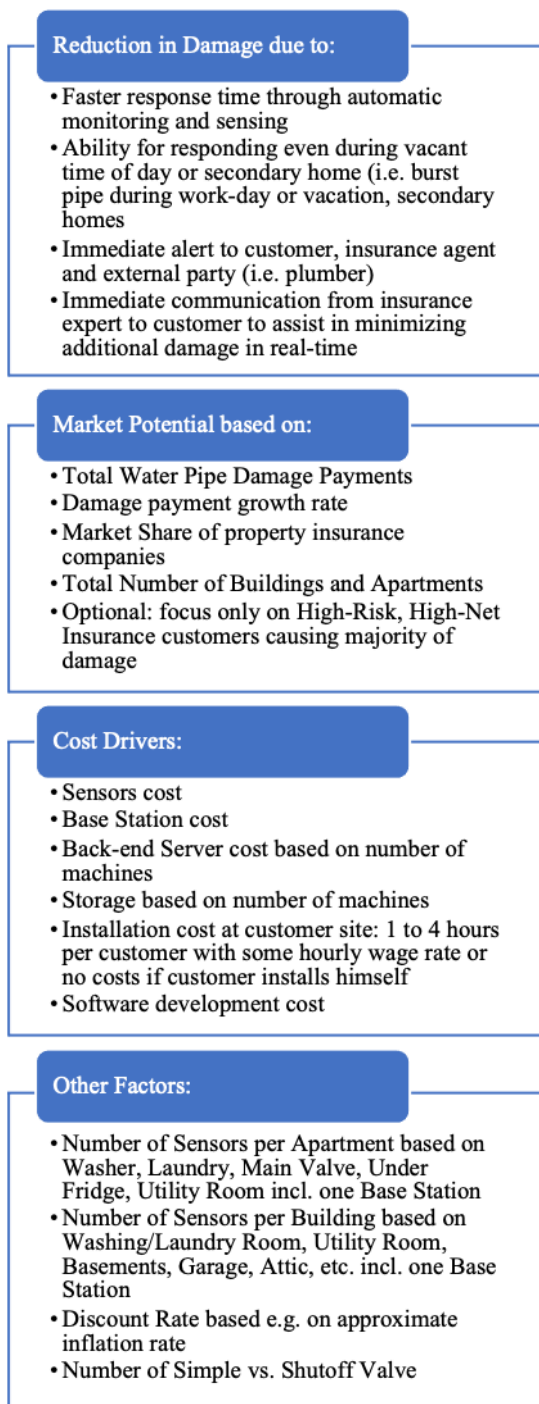 Reduction in Damage due to:
• Faster response time through automatic
monitoring and sensing
• Ability for responding even during vacant
time of day or secondary home (i.e. burst
pipe during work-day or vacation, secondary
homes
• Immediate alert to customer, insurance agent
and external party (i.e. plumber)
• Immediate communication from insurance
expert to customer to assist in minimizing
additional damage in real-time
Market Potential based on:
• Total Water Pipe Damage Payments
• Damage payment growth rate
• Market Share of property insurance
companies
• Total Number of Buildings and Apartments
• Optional: focus only on High-Risk, High-Net
Insurance customers causing majority of
damage
Cost Drivers:
• Sensors cost
• Base Station cost
• Back-end Server cost based on number of
machines
• Storage based on number of machines
• Installation cost at customer site: 1 to 4 hours
per customer with some hourly wage rate or
no costs if customer installs himself
• Software development cost
Other Factors:
• Number of Sensors per Apartment based on
Washer, Laundry, Main Valve, Under
Fridge, Utility Room incl. one Base Station
• Number of Sensors per Building based on
Washing/Laundry Room, Utility Room,
Basements, Garage, Attic, etc. incl. one Base
Station
• Discount Rate based e.g. on approximate
inflation rate
• Number of Simple vs. Shutoff Valve